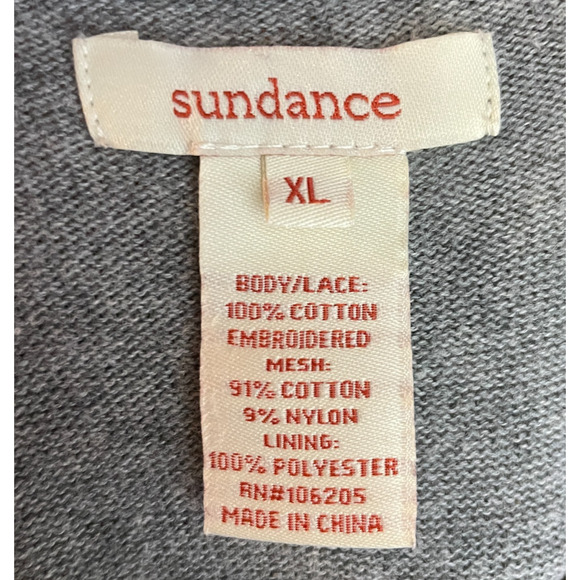 sundance
XL
BODY/LACE:
100% COTTON
EMBROIDERED
MESH:
91% COTTON
9% NYLON
LINING:
100% POLYESTER
RN#106205
MADE IN CHINA